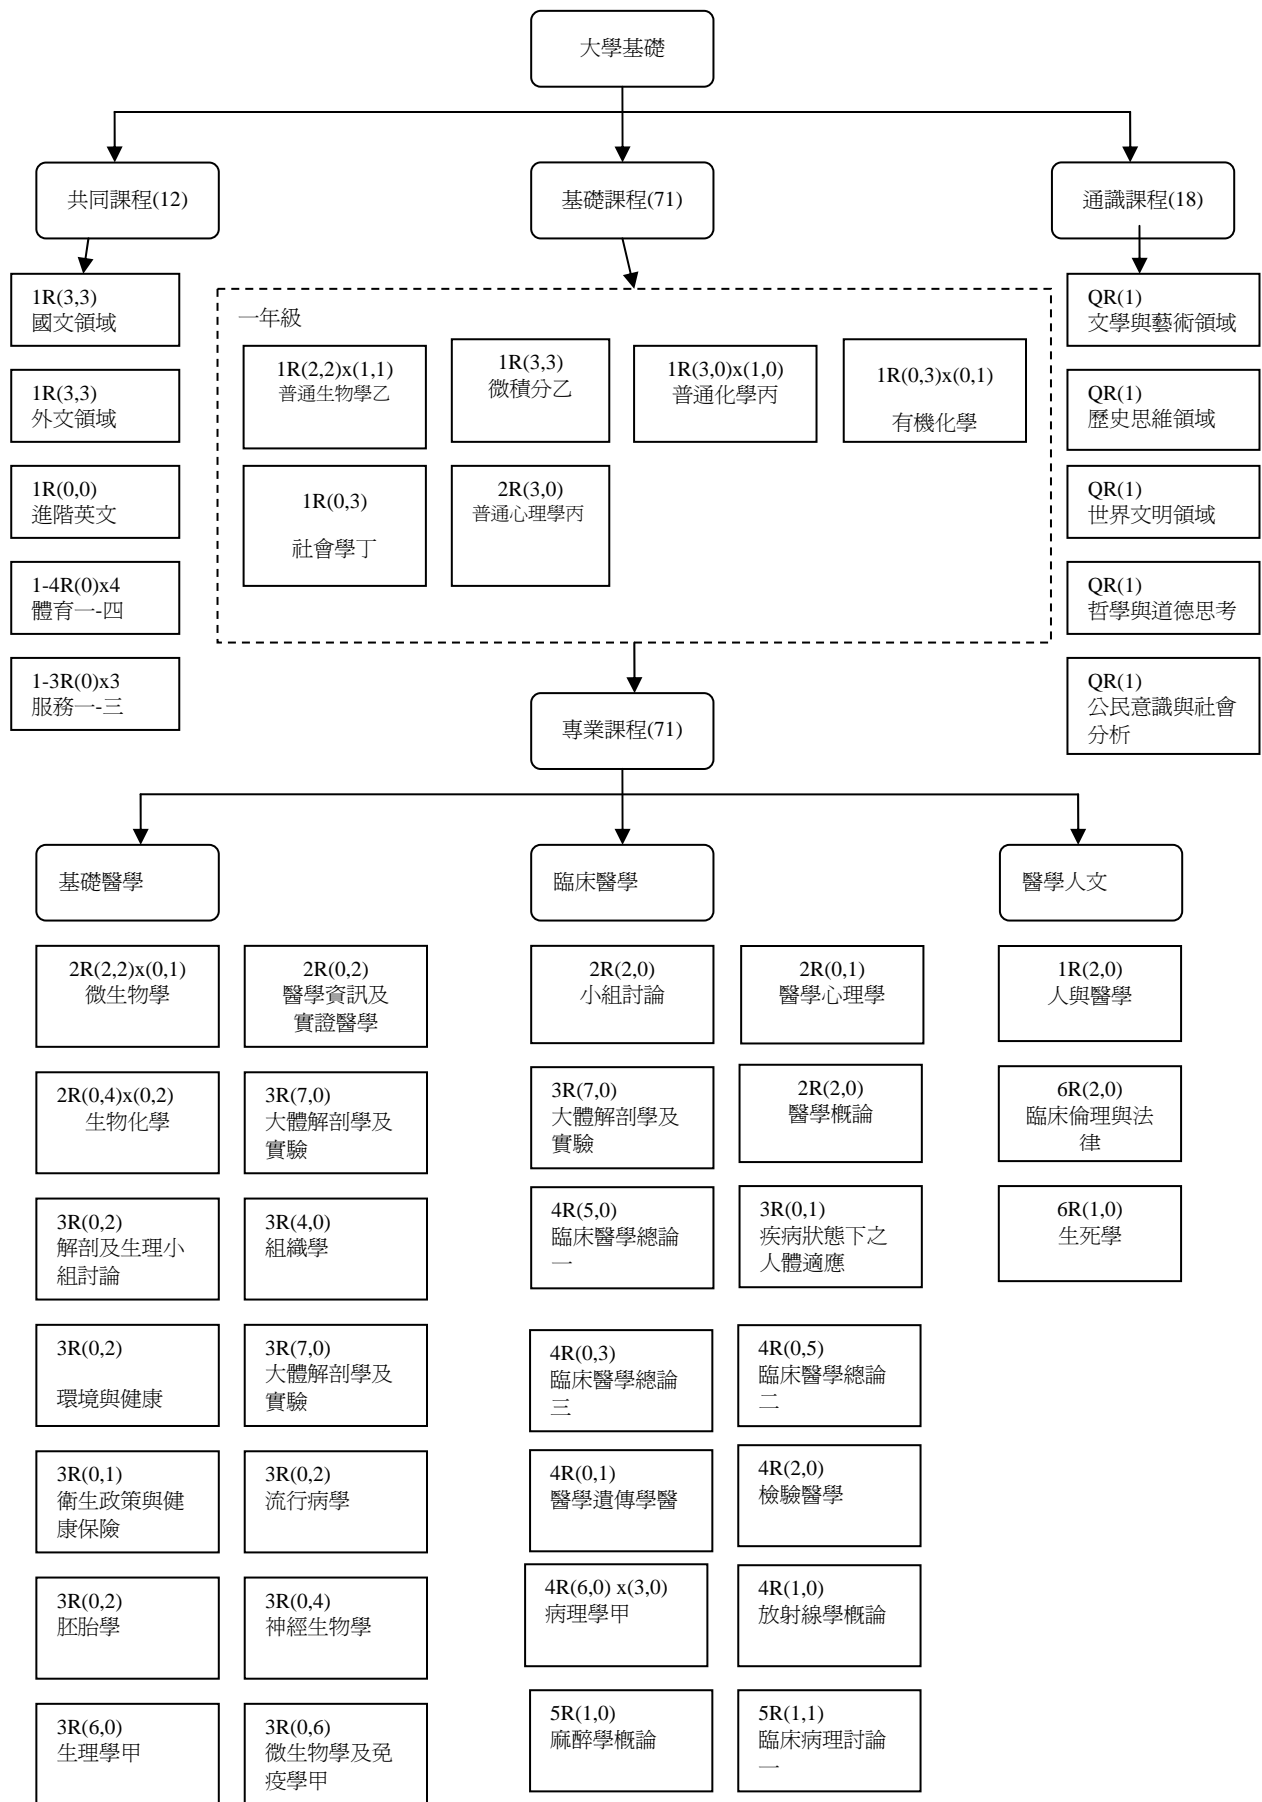 大學基礎
共同課程(12)
基礎課程(71)
通識課程(18)
1R(3,3)
國文領域
1R(3,3)
外文領域
1R(0,0)
進階英文
1-4R(0)x4
體育一-四
1-3R(0)x3
服務一-三
一年級
1R(2,2)x(1,1)
普通生物學乙
1R(3,3)
微積分乙
1R(3,0)x(1,0)
普通化學丙
1R(0,3)x(0,1)
有機化學
1R(0,3)
社會學丁
2R(3,0)
普通心理學丙
QR(1)
文學與藝術領域
QR(1)
歷史思維領域
QR(1)
世界文明領域
QR(1)
哲學與道德思考
QR(1)
公民意識與社會
分析
專業課程(71)
基礎醫學
臨床醫學
醫學人文
2R(2,2)x(0,1)
微生物學
2R(0,2)
醫學資訊及
實證醫學
2R(0,4)x(0,2)
生物化學
3R(7,0)
大體解剖學及
實驗
3R(0,2)
解剖及生理小
組討論
3R(4,0)
組織學
3R(0,2)
環境與健康
3R(7,0)
大體解剖學及
實驗
3R(0,1)
衛生政策與健
康保險
3R(0,2)
流行病學
3R(0,2)
胚胎學
3R(0,4)
神經生物學
3R(6,0)
生理學甲
3R(0,6)
微生物學及免
疫學甲
2R(2,0)
小組討論
2R(0,1)
醫學心理學
3R(7,0)
大體解剖學及
實驗
2R(2,0)
醫學概論
4R(5,0)
臨床醫學總論
一
3R(0,1)
疾病狀態下之
人體適應
4R(0,3)
臨床醫學總論
三
4R(0,5)
臨床醫學總論
二
4R(0,1)
醫學遺傳學醫
4R(2,0)
檢驗醫學
4R(6,0) x(3,0)
病理學甲
4R(1,0)
放射線學概論
5R(1,0)
麻醉學概論
5R(1,1)
臨床病理討論
一
1R(2,0)
人與醫學
6R(2,0)
臨床倫理與法
律
6R(1,0)
生死學